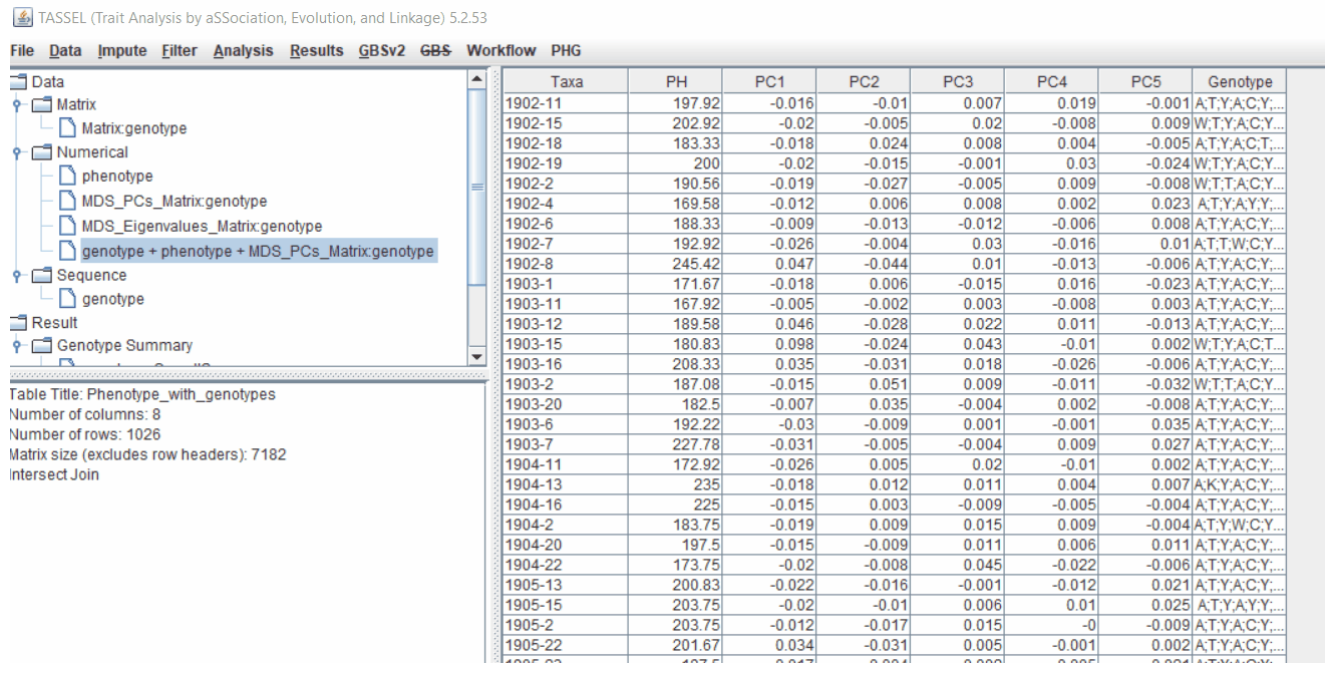 TASSEL (Trait Analysis by aSSociation, Evolution, and Linkage) 5.2.53
File Data Impute Filter Analysis Results GBSv2 GBS Workflow PHG
Data
Matrix
Matrix:genotype
Numerical
phenotype
MDS_PCs_Matrix:genotype
MDS_Eigenvalues_Matrix:genotype
genotype + phenotype + MDS_PCs_Matrix:genotype
Sequence
genotype
Result
Genotype Summary
Table Title: Phenotype_with_genotypes
Number of columns: 8
Number of rows: 1026
Matrix size (excludes row headers): 7182
Intersect Join
Taxa PH PC1 PC2 PC3 PC4 PC5 Genotype
1902-11 197.92 -0.016 -0.01 0.007 0.019 -0.001 A;T;Y;A;C;Y;...
1902-15 202.92 -0.02 -0.005 0.02 -0.008 0.009 W;T;Y;A;C;Y...
1902-18 183.33 -0.018 0.024 0.008 0.004 -0.005 A;T;Y;A;C;T;...
1902-19 200 -0.02 -0.015 -0.001 0.03 -0.024 W;T;Y;A;C;Y...
1902-2 190.56 -0.019 -0.027 -0.005 0.009 -0.008 W;T;T;A;C;Y...
1902-4 169.58 -0.012 0.006 0.008 0.002 0.023 A;T;Y;A;Y;Y;...
1902-6 188.33 -0.009 -0.013 -0.012 -0.006 0.008 A;T;Y;A;C;Y;...
1902-7 192.92 -0.026 -0.004 0.03 -0.016 0.01 A;T;T;W;C;Y...
1902-8 245.42 0.047 -0.044 0.01 -0.013 -0.006 A;T;Y;A;C;Y;...
1903-1 171.67 -0.018 0.006 -0.015 0.016 -0.023 A;T;Y;A;C;Y;...
1903-11 167.92 -0.005 -0.002 0.003 -0.008 0.003 A;T;Y;A;C;Y;...
1903-12 189.58 0.046 -0.028 0.022 0.011 -0.013 A;T;Y;A;C;Y;...
1903-15 180.83 0.098 -0.024 0.043 -0.01 0.002 W;T;Y;A;C;T...
1903-16 208.33 0.035 -0.031 0.018 -0.026 -0.006 A;T;Y;A;C;Y;...
1903-2 187.08 -0.015 0.051 0.009 -0.011 -0.032 W;T;T;A;C;Y...
1903-20 182.5 -0.007 0.035 -0.004 0.002 -0.008 A;T;Y;A;C;Y;...
1903-6 192.22 -0.03 -0.009 0.001 -0.001 0.035 A;T;Y;A;C;Y;...
1903-7 227.78 -0.031 -0.005 -0.004 0.009 0.027 A;T;Y;A;C;Y;...
1904-11 172.92 -0.026 0.005 0.02 -0.01 0.002 A;T;Y;A;C;Y;...
1904-13 235 -0.018 0.012 0.011 0.004 0.007 A;K;Y;A;C;Y;...
1904-16 225 -0.015 0.003 -0.009 -0.005 -0.004 A;T;Y;A;C;Y;...
1904-2 183.75 -0.019 0.009 0.015 0.009 -0.004 A;T;Y;W;C;Y...
1904-20 197.5 -0.015 -0.009 0.011 0.006 0.011 A;T;Y;A;C;Y;...
1904-22 173.75 -0.02 -0.008 0.045 -0.022 -0.006 A;T;Y;A;C;Y;...
1905-13 200.83 -0.022 -0.016 -0.001 -0.012 0.021 A;T;Y;A;C;Y;...
1905-15 203.75 -0.02 -0.01 0.006 0.01 0.025 A;T;Y;A;Y;Y;...
1905-2 203.75 -0.012 -0.017 0.015 -0 -0.009 A;T;Y;A;C;Y;...
1905-22 201.67 0.034 -0.031 0.005 -0.001 0.002 A;T;Y;A;C;Y;...